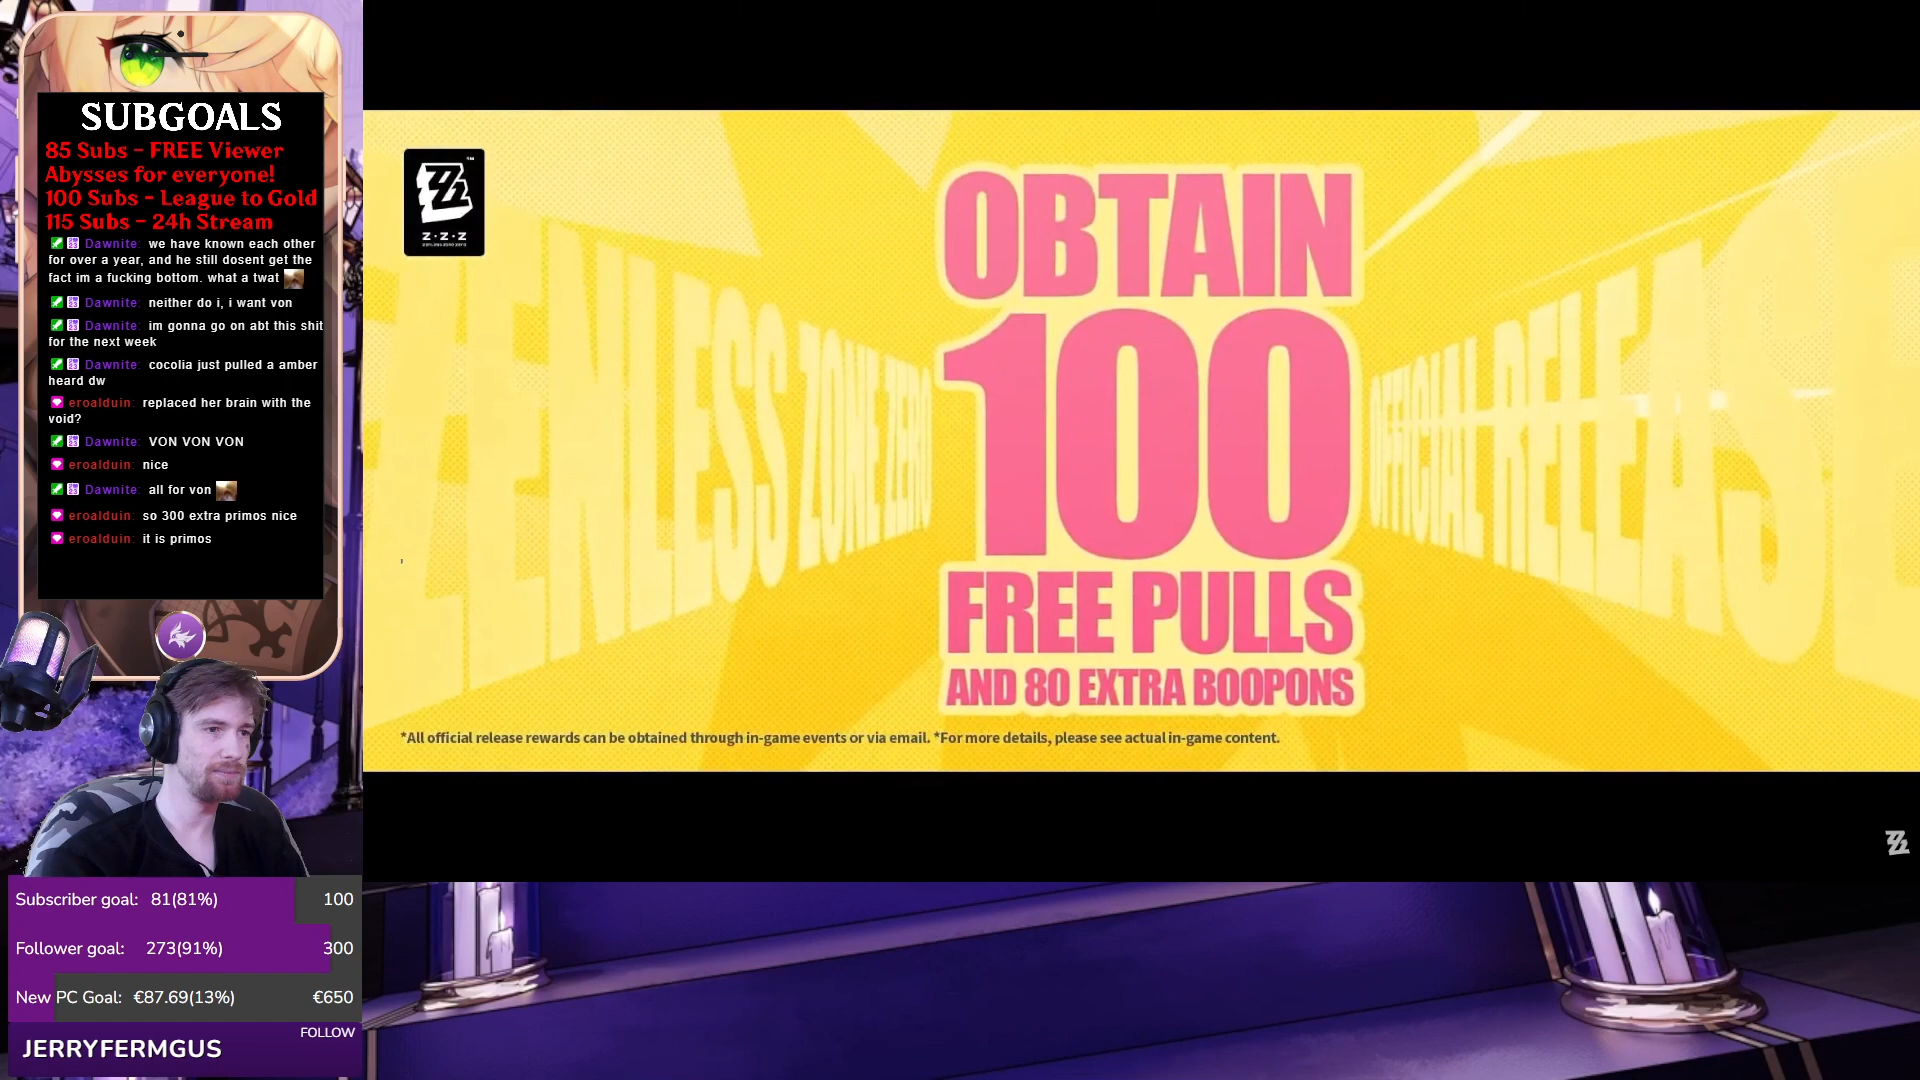 SUBGOALS
85 Subs - FREE Viewer
Abysses for everyone!
100 Subs - League to Gold
115 Subs - 24h Stream
Dawnite: we have known each other
for over a year, and he still dosent get the
fact im a fucking bottom. what a twat
Dawnite: neither do i, i want von
Dawnite: im gonna go on abt this shit
for the next week
Dawnite: cocolia just pulled a amber
heard dw
eroalduin: replaced her brain with the
void?
Dawnite: VON VON VON
eroalduin: nice
Dawnite: all for von
eroalduin: so 300 extra primos nice
eroalduin: it is primos
Subscriber goal: 81(81%) 100
Follower goal: 273(91%) 300
New PC Goal: €87.69(13%) €650
FOLLOW
JERRYFERMGUS
Z·Z·Z
ZENLESS ZONE ZERO
ZENLESS ZONE ZERO
OBTAIN
100
FREE PULLS
AND 80 EXTRA BOOPONS
OFFICIAL RELEASE
*All official release rewards can be obtained through in-game events or via email. *For more details, please see actual in-game content.